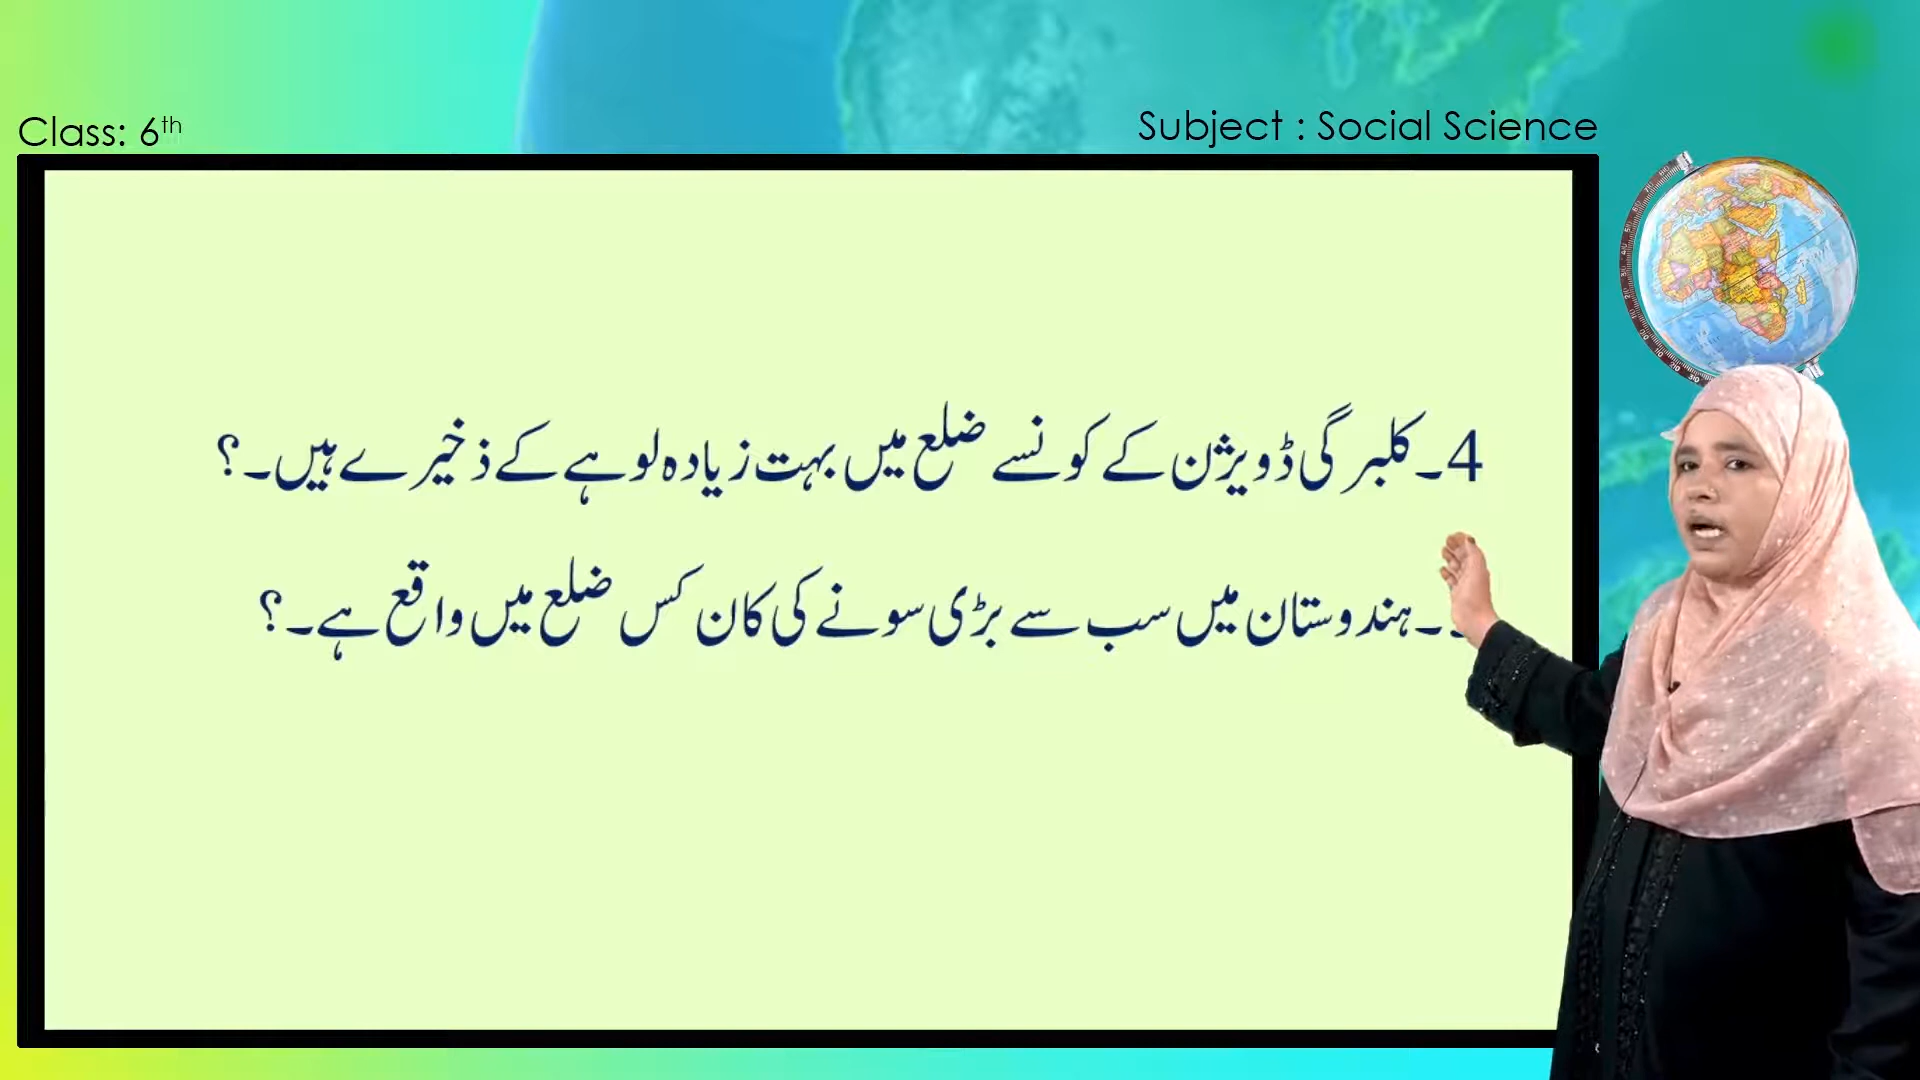 Class: 6th
Subject : Social Science
4۔کلبرگی ڈویژن کے کونسے ضلع میں بہت زیادہ لوہے کے ذخیرے ہیں۔؟
۔ہندوستان میں سب سے بڑی سونے کی کان کس ضلع میں واقع ہے۔؟